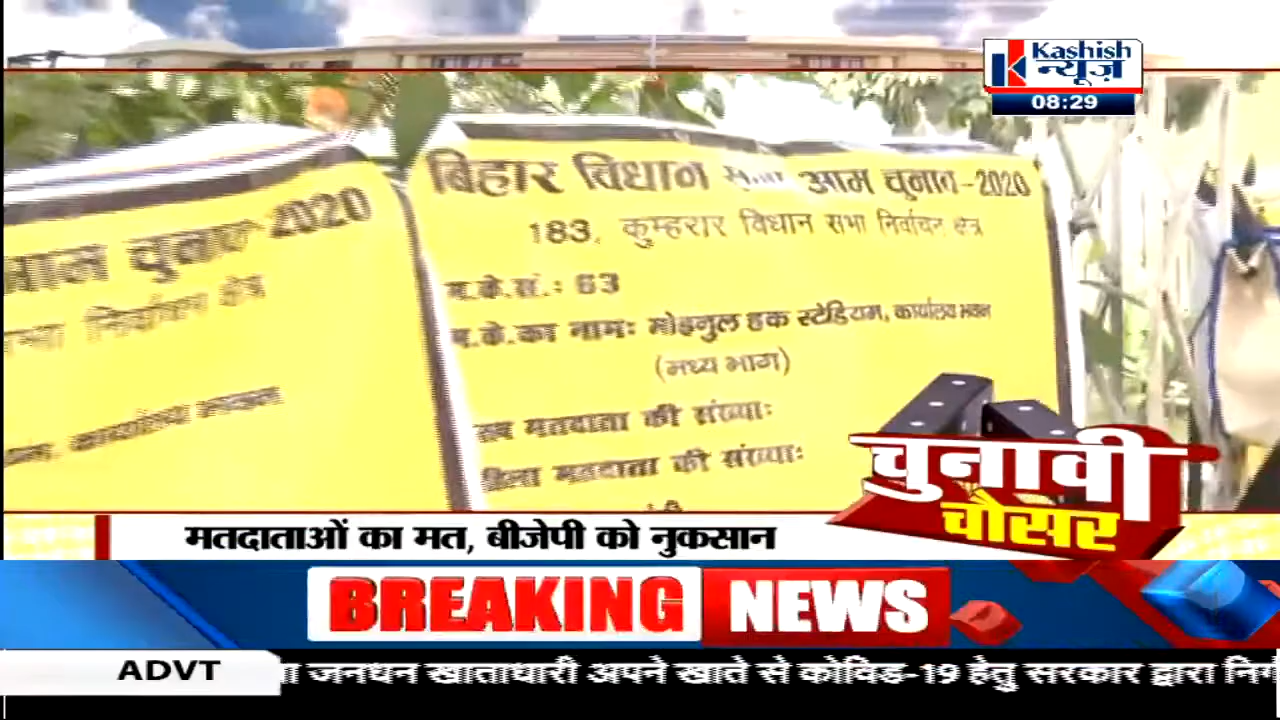 Kashish
न्यूज़
08:29
चुनाव 2020
निर्वाचन क्षेत्र
बिहार विधान सभा आम चुनाव-2020
183, कुम्हरार विधान सभा निर्वाचन क्षेत्र
म.के.सं.: 63
म.के.का नाम: मोइनुल हक स्टेडियम, कार्यालय भवन
(मध्य भाग)
मतदाता की संख्या:
मतदाता की संख्या:
चुनावी
चौसर
मतदाताओं का मत, बीजेपी को नुकसान
BREAKING NEWS
ADVT
जनधन खाताधारी अपने खाते से कोविड-19 हेतु सरकार द्वारा